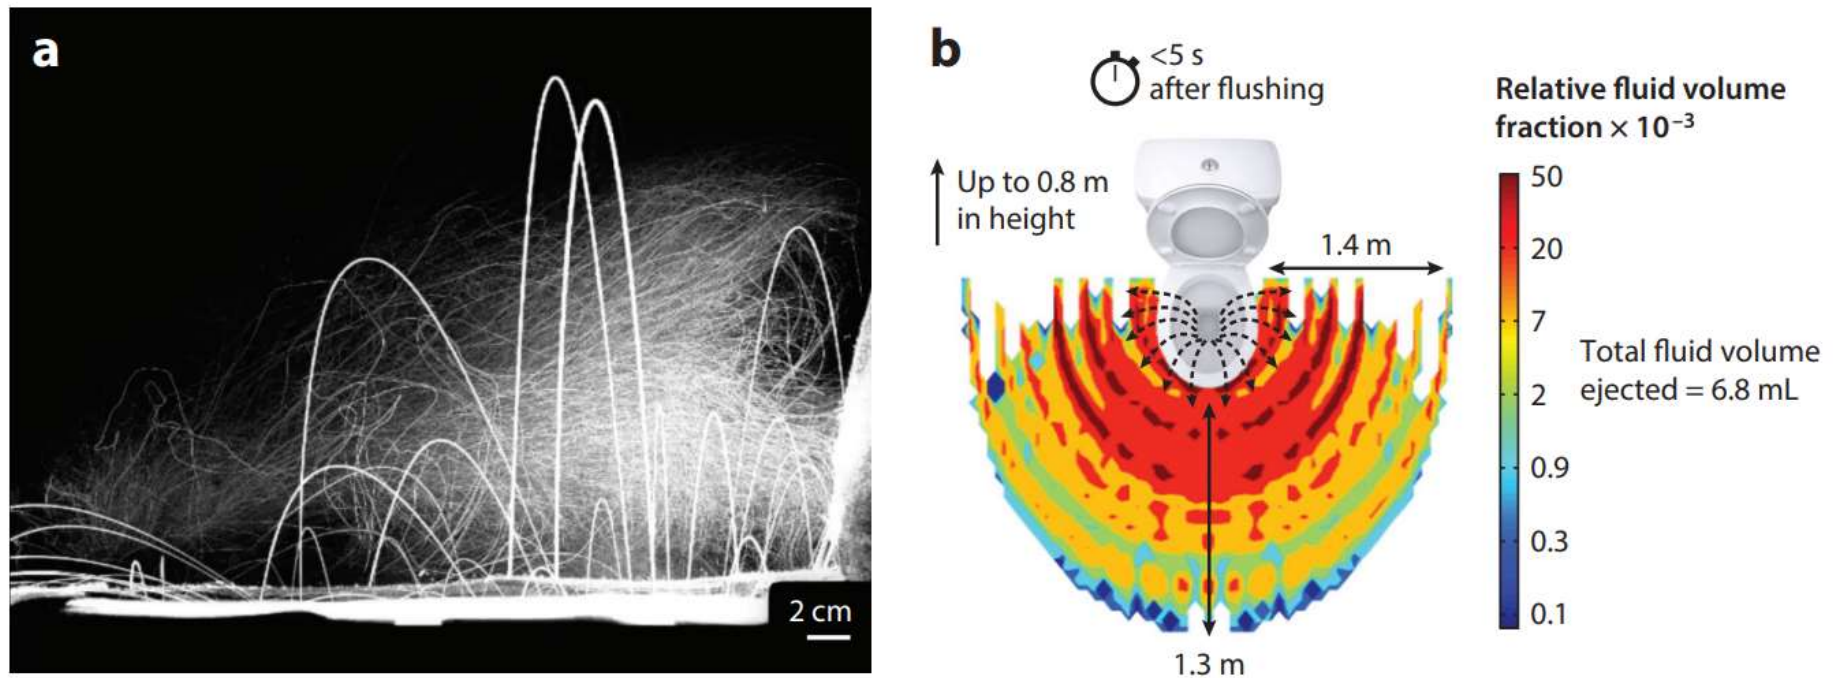 a
2 cm
b
<5 s
after flushing
Up to 0.8 m
in height
1.4 m
1.3 m
Relative fluid volume
fraction × 10⁻³
50
20
7
2
0.9
0.3
0.1
Total fluid volume
ejected = 6.8 mL